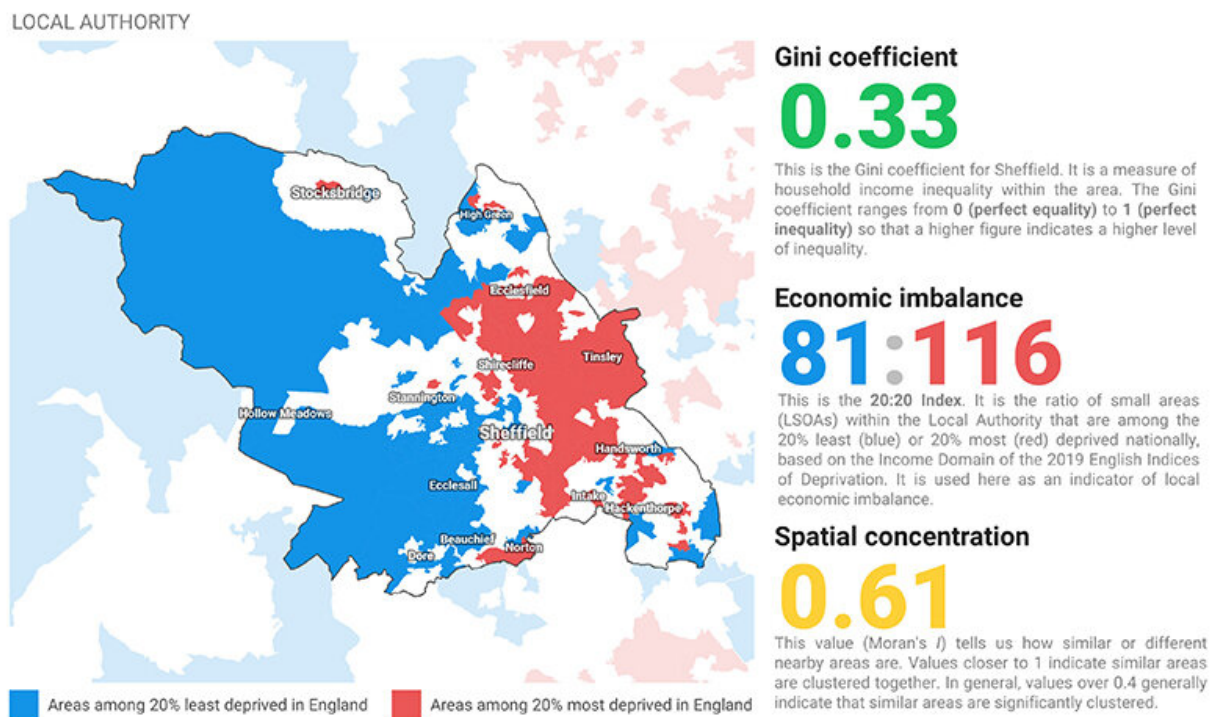 LOCAL AUTHORITY
Stocksbridge
High Green
Ecclesfield
Shirecliffe
Tinsley
Stannington
Hollow Meadows
Sheffield
Handsworth
Ecclesall
Intake
Hackenthorpe
Beauchief
Norton
Dore
Areas among 20% least deprived in England
Areas among 20% most deprived in England
Gini coefficient
0.33
This is the Gini coefficient for Sheffield. It is a measure of
household income inequality within the area. The Gini
coefficient ranges from 0 (perfect equality) to 1 (perfect
inequality) so that a higher figure indicates a higher level
of inequality.
Economic imbalance
81:116
This is the 20:20 Index. It is the ratio of small areas
(LSOAs) within the Local Authority that are among the
20% least (blue) or 20% most (red) deprived nationally,
based on the Income Domain of the 2019 English Indices
of Deprivation. It is used here as an indicator of local
economic imbalance.
Spatial concentration
0.61
This value (Moran's I) tells us how similar or different
nearby areas are. Values closer to 1 indicate similar areas
are clustered together. In general, values over 0.4 generally
indicate that similar areas are significantly clustered.